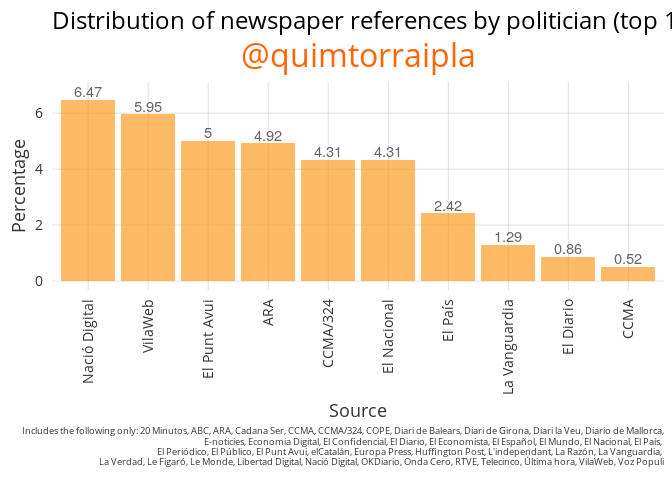 Distribution of newspaper references by politician (top 1
@quimtorraipla
Percentage
6
4
2
0
6.47
5.95
5
4.92
4.31
4.31
2.42
1.29
0.86
0.52
Nació Digital
VilaWeb
El Punt Avui
ARA
CCMA/324
El Nacional
El País
La Vanguardia
El Diario
CCMA
Source
Includes the following only: 20 Minutos, ABC, ARA, Cadana Ser, CCMA, CCMA/324, COPE, Diari de Balears, Diari de Girona, Diari la Veu, Diario de Mallorca,
E-noticies, Economia Digital, El Confidencial, El Diario, El Economista, El Español, El Mundo, El Nacional, El País,
El Periódico, El Público, El Punt Avui, elCatalán, Europa Press, Huffington Post, L'independant, La Razón, La Vanguardia,
La Verdad, Le Figaró, Le Monde, Libertad Digital, Nació Digital, OKDiario, Onda Cero, RTVE, Telecinco, Última hora, VilaWeb, Voz Populi